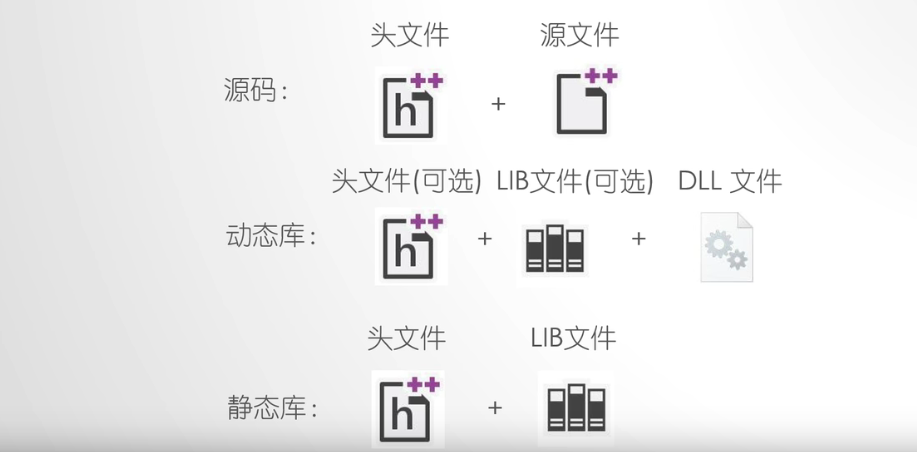 头文件 源文件
源码： h++ + ++
头文件(可选) LIB文件(可选) DLL 文件
动态库： h++ + +
头文件 LIB文件
静态库： h++ +